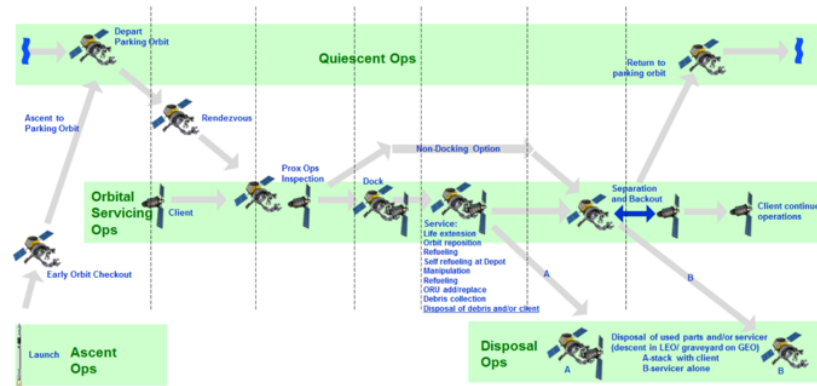 Depart
Parking Orbit
Quiescent Ops
Return to
parking orbit
Ascent to
Parking Orbit
Rendezvous
Non-Docking Option
Prox Ops
Inspection
Dock
Separation
and Backout
Orbital
Servicing
Ops
Client
Client continue
operations
Service:
Life extension
Orbit reposition
Refueling
Self refueling at Depot
Manipulation
Refueling
ORU add/replace
Debris collection
Disposal of debris and/or client
Early Orbit Checkout
A
B
Launch
Ascent
Ops
Disposal
Ops
A
Disposal of used parts and/or servicer
(descent in LEO/ graveyard on GEO)
A-stack with client
B-servicer alone
B